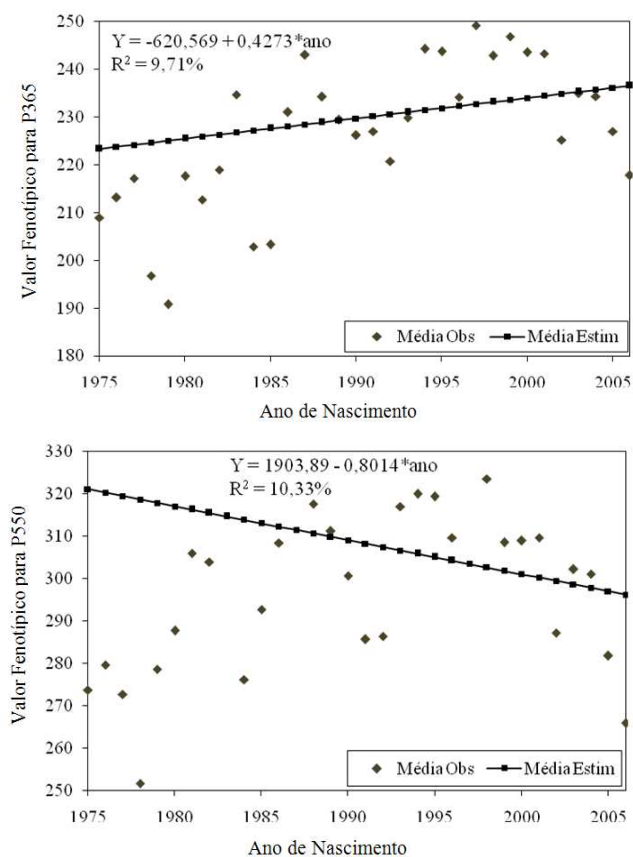 Y = -620,569 + 0,4273*ano
R² = 9,71%
Valor Fenotípico para P365
250
240
230
220
210
200
190
180
Média Obs Média Estim
1975 1980 1985 1990 1995 2000 2005
Ano de Nascimento
Y = 1903,89 - 0,8014*ano
R² = 10,33%
Valor Fenotípico para P550
330
320
310
300
290
280
270
260
250
Média Obs Média Estim
1975 1980 1985 1990 1995 2000 2005
Ano de Nascimento